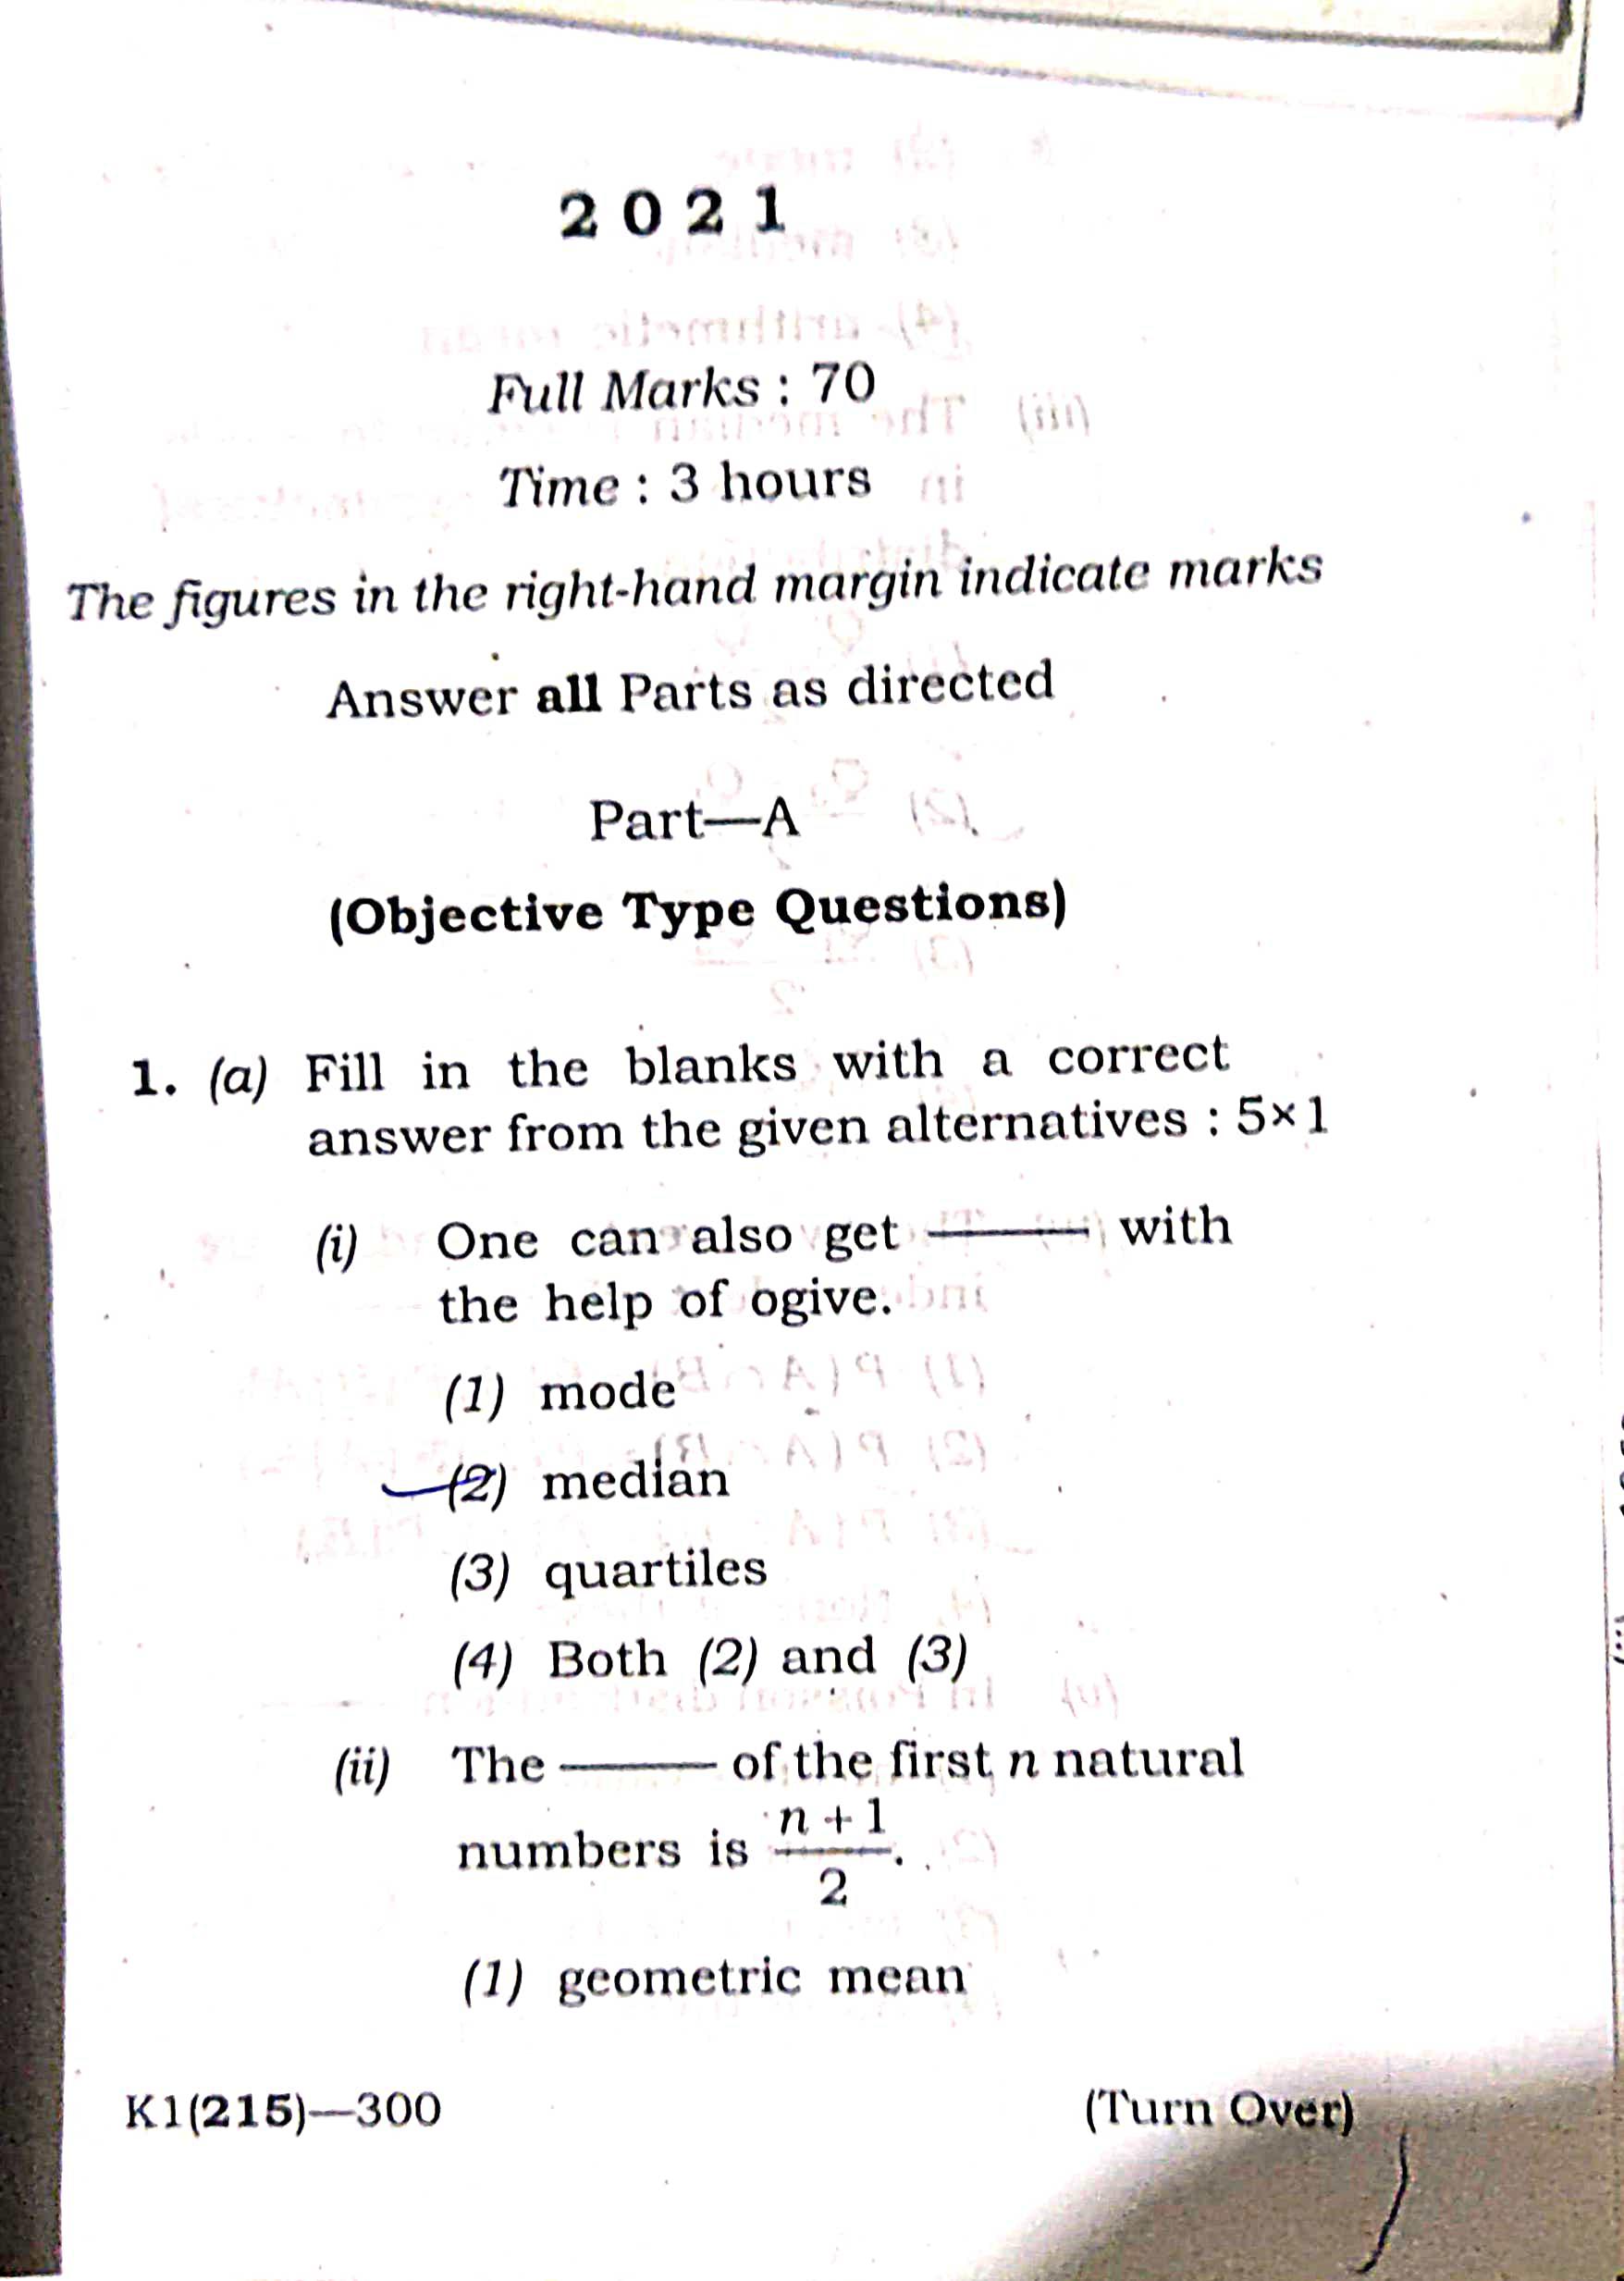 2021
Full Marks : 70
Time : 3 hours
The figures in the right-hand margin indicate marks
Answer all Parts as directed
Part—A
(Objective Type Questions)
1. (a) Fill in the blanks with a correct
answer from the given alternatives : 5×1
(i) One can also get ——— with
the help of ogive.
(1) mode
(2) median
(3) quartiles
(4) Both (2) and (3)
(ii) The ——— of the first n natural
numbers is n + 1 / 2.
(1) geometric mean
K1(215)—300 (Turn Over)